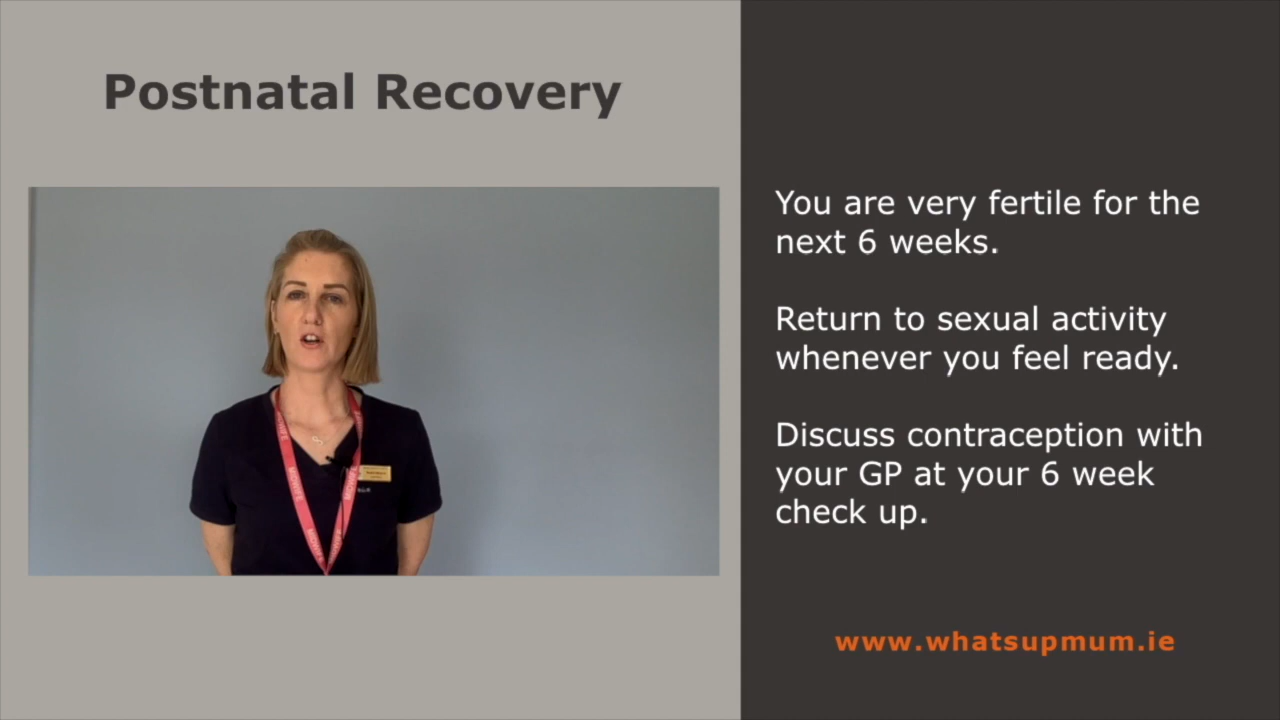 Postnatal Recovery
You are very fertile for the
next 6 weeks.
Return to sexual activity
whenever you feel ready.
Discuss contraception with
your GP at your 6 week
check up.
www.whatsupmum.ie
MIDWIFE